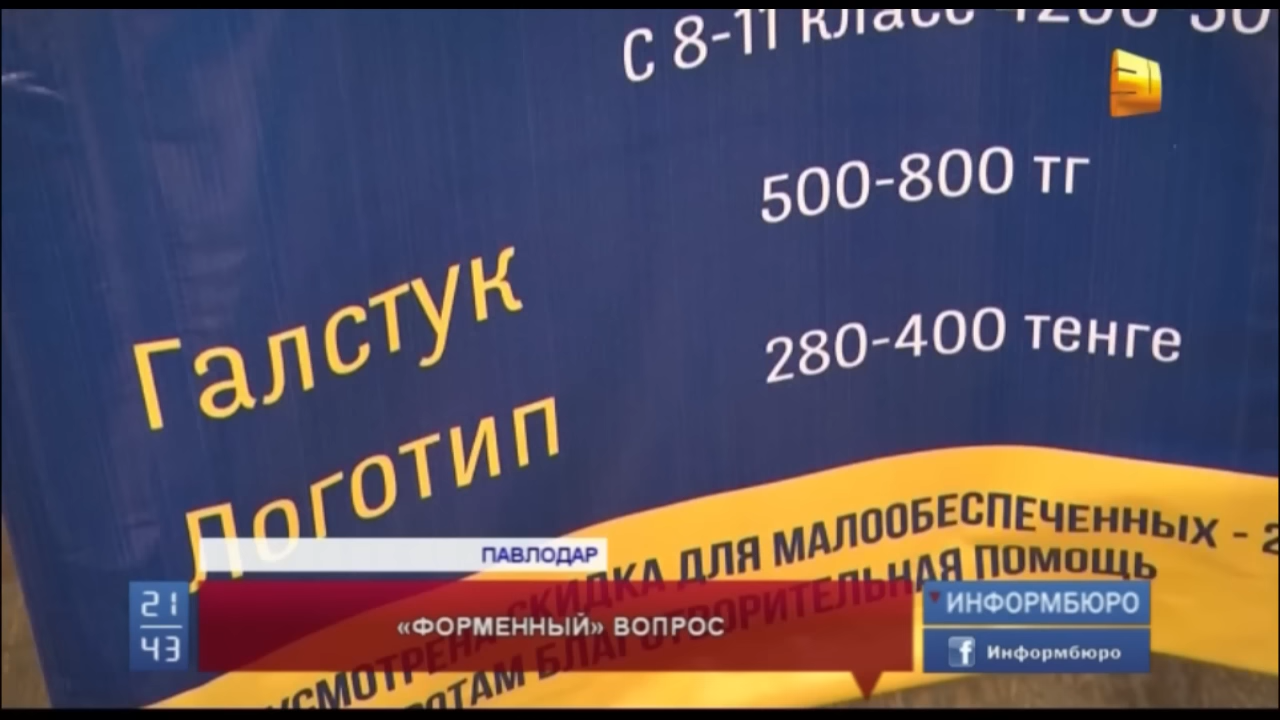 С 8-11 класс
500-800 тг
Галстук
280-400 тенге
Логотип
СКИДКА ДЛЯ МАЛООБЕСПЕЧЕННЫХ -
БЛАГОТВОРИТЕЛЬНАЯ ПОМОЩЬ
ПАВЛОДАР
21
43
«ФОРМЕННЫЙ» ВОПРОС
ИНФОРМБЮРО
Информбюро